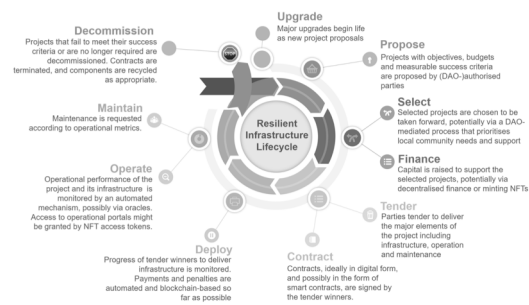 Upgrade
Major upgrades begin life
as new project proposals
Propose
Projects with objectives, budgets
and measurable success criteria
are proposed by (DAO-)authorised
parties
Select
Selected projects are chosen to be
taken forward, potentially via a DAO-
mediated process that prioritises
local community needs and support
Finance
Capital is raised to support the
selected projects, potentially via
decentralised finance or minting NFTs
Tender
Parties tender to deliver
the major elements of
the project including
infrastructure, operation
and maintenance
Contract
Contracts, ideally in digital form,
and possibly in the form of
smart contracts, are signed by
the tender winners.
Deploy
Progress of tender winners to deliver
infrastructure is monitored.
Payments and penalties are
automated and blockchain-based so
far as possible
Operate
Operational performance of the
project and its infrastructure is
monitored by an automated
mechanism, possibly via oracles.
Access to operational portals might
be granted by NFT access tokens.
Maintain
Maintenance is requested
according to operational metrics.
Decommission
Projects that fail to meet their success
criteria or are no longer required are
decommissioned. Contracts are
terminated, and components are recycled
as appropriate.
Resilient
Infrastructure
Lifecycle